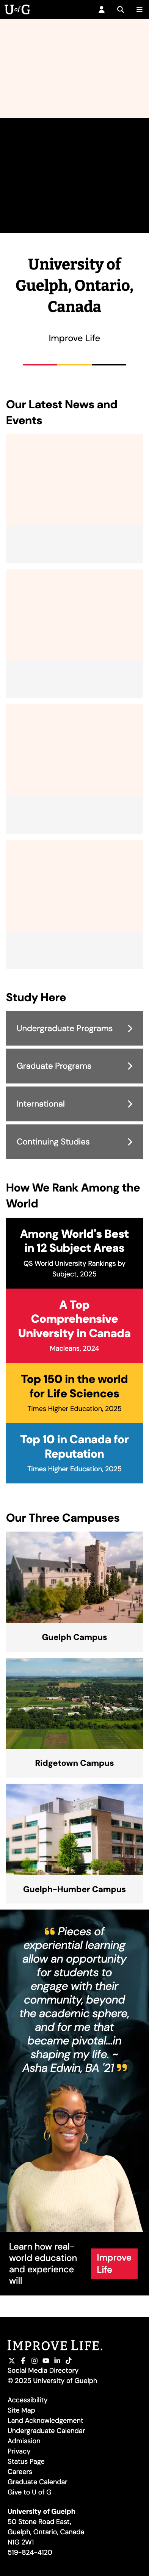 UofG
University of
Guelph, Ontario,
Canada
Improve Life
Our Latest News and
Events
Study Here
Undergraduate Programs
Graduate Programs
International
Continuing Studies
How We Rank Among the
World
Among World's Best
in 12 Subject Areas
QS World University Rankings by
Subject, 2025
A Top
Comprehensive
University in Canada
Macleans, 2024
Top 150 in the world
for Life Sciences
Times Higher Education, 2025
Top 10 in Canada for
Reputation
Times Higher Education, 2025
Our Three Campuses
Guelph Campus
Ridgetown Campus
Guelph-Humber Campus
“ Pieces of
experiential learning
allow an opportunity
for students to
engage with their
community, beyond
the academic sphere,
and for me that
became pivotal...in
shaping my life. ~
Asha Edwin, BA '21 ”
Learn how real-
world education
and experience
will
Improve
Life
IMPROVE LIFE.
Social Media Directory
© 2025 University of Guelph
Accessibility
Site Map
Land Acknowledgement
Undergraduate Calendar
Admission
Privacy
Status Page
Careers
Graduate Calendar
Give to U of G
University of Guelph
50 Stone Road East,
Guelph, Ontario, Canada
N1G 2W1
519-824-4120